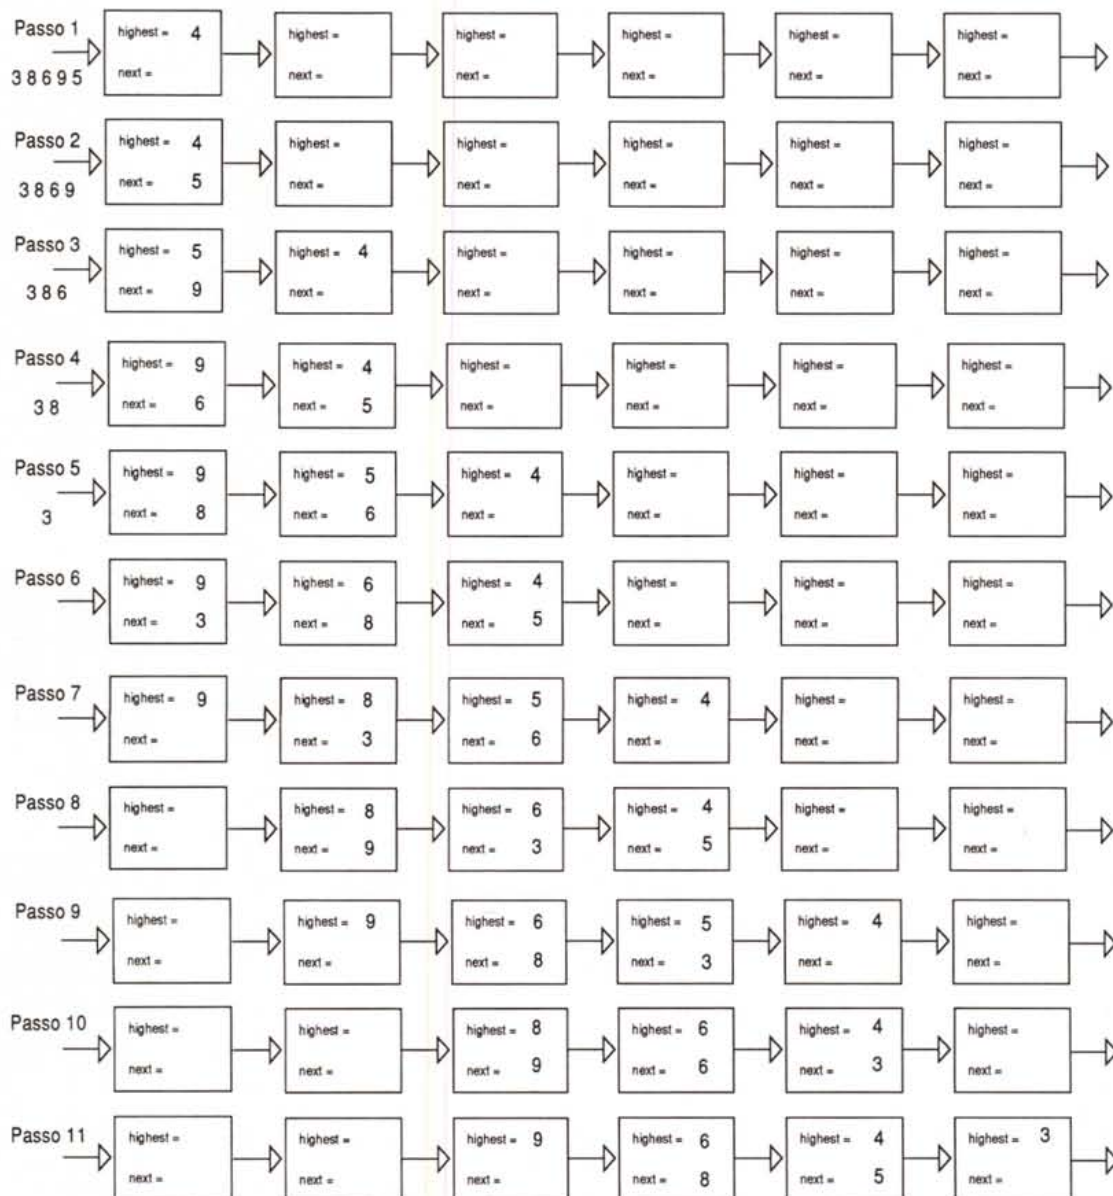 Passo 1
highest = 4 highest = highest = highest = highest = highest =
3 8 6 9 5 next = next = next = next = next = next =
Passo 2
highest = 4 highest = highest = highest = highest = highest =
3 8 6 9 next = 5 next = next = next = next = next =
Passo 3
highest = 5 highest = 4 highest = highest = highest = highest =
3 8 6 next = 9 next = next = next = next = next =
Passo 4
highest = 9 highest = 4 highest = highest = highest = highest =
3 8 next = 6 next = 5 next = next = next = next =
Passo 5
highest = 9 highest = 5 highest = 4 highest = highest = highest =
3 next = 8 next = 6 next = next = next = next =
Passo 6
highest = 9 highest = 6 highest = 4 highest = highest = highest =
next = 3 next = 8 next = 5 next = next = next =
Passo 7
highest = 9 highest = 8 highest = 5 highest = 4 highest = highest =
next = next = 3 next = 6 next = next = next =
Passo 8
highest = highest = 8 highest = 6 highest = 4 highest = highest =
next = next = 9 next = 3 next = 5 next = next =
Passo 9
highest = highest = 9 highest = 6 highest = 5 highest = 4 highest =
next = next = next = 8 next = 3 next = next =
Passo 10
highest = highest = highest = 8 highest = 6 highest = 4 highest =
next = next = next = 9 next = 6 next = 3 next =
Passo 11
highest = highest = highest = 9 highest = 6 highest = 4 highest = 3
next = next = next = next = 8 next = 5 next =